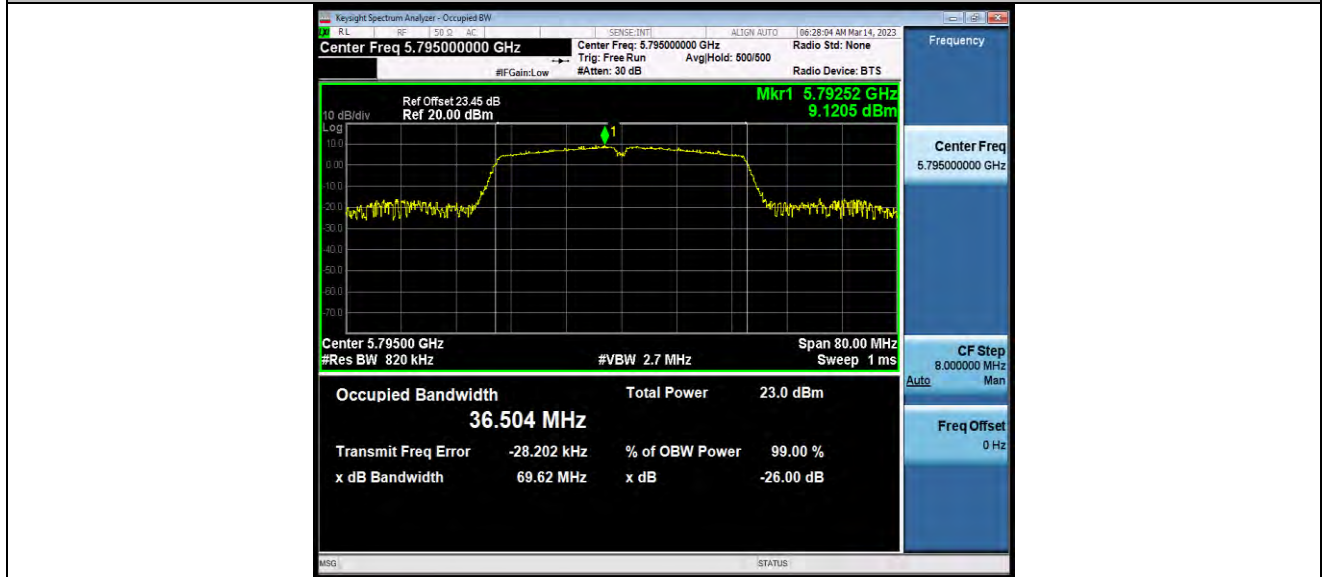 Keysight Spectrum Analyzer - Occupied BW
RL RF 50 Ω AC SENSE:INT ALIGN AUTO 06:28:04 AM Mar 14, 2023
Center Freq 5.795000000 GHz
Center Freq: 5.795000000 GHz Radio Std: None
Trig: Free Run Avg|Hold: 500/500
#IFGain:Low #Atten: 30 dB Radio Device: BTS
Frequency
Mkr1 5.79252 GHz
9.1205 dBm
Ref Offset 23.45 dB
10 dB/div Ref 20.00 dBm
Log
1
10.0
0.00
-10.0
-20.0
-30.0
-40.0
-50.0
-60.0
-70.0
Center 5.79500 GHz Span 80.00 MHz
#Res BW 820 kHz #VBW 2.7 MHz Sweep 1 ms
Occupied Bandwidth Total Power 23.0 dBm
36.504 MHz
Transmit Freq Error -28.202 kHz % of OBW Power 99.00 %
x dB Bandwidth 69.62 MHz x dB -26.00 dB
Center Freq
5.795000000 GHz
CF Step
8.000000 MHz
Auto Man
Freq Offset
0 Hz
MSG STATUS